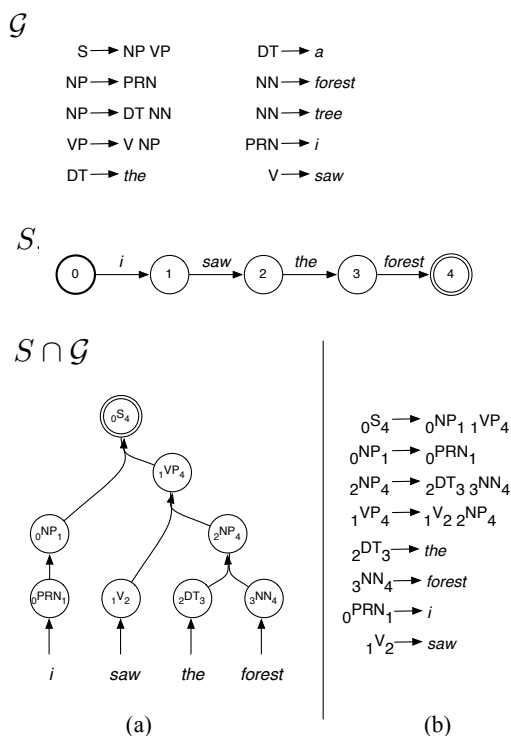 𝒢
S → NP VP DT → a
NP → PRN NN → forest
NP → DT NN NN → tree
VP → V NP PRN → i
DT → the V → saw
S
i saw the forest
0 1 2 3 4
S ∩ 𝒢
₀S₄
₁VP₄
₀NP₁ ₂NP₄
₀PRN₁ ₁V₂ ₂DT₃ ₃NN₄
i saw the forest
(a)
₀S₄ → ₀NP₁ ₁VP₄
₀NP₁ → ₀PRN₁
₂NP₄ → ₂DT₃ ₃NN₄
₁VP₄ → ₁V₂ ₂NP₄
₂DT₃ → the
₃NN₄ → forest
₀PRN₁ → i
₁V₂ → saw
(b)